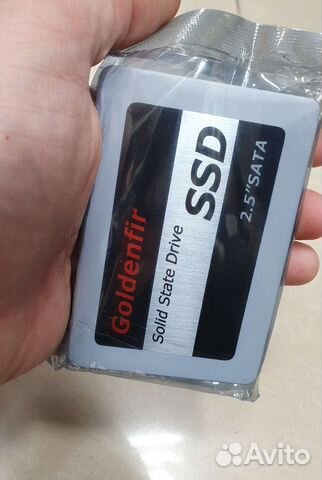 Goldenfir
Solid State Drive
SSD
2.5"SATA
Avito